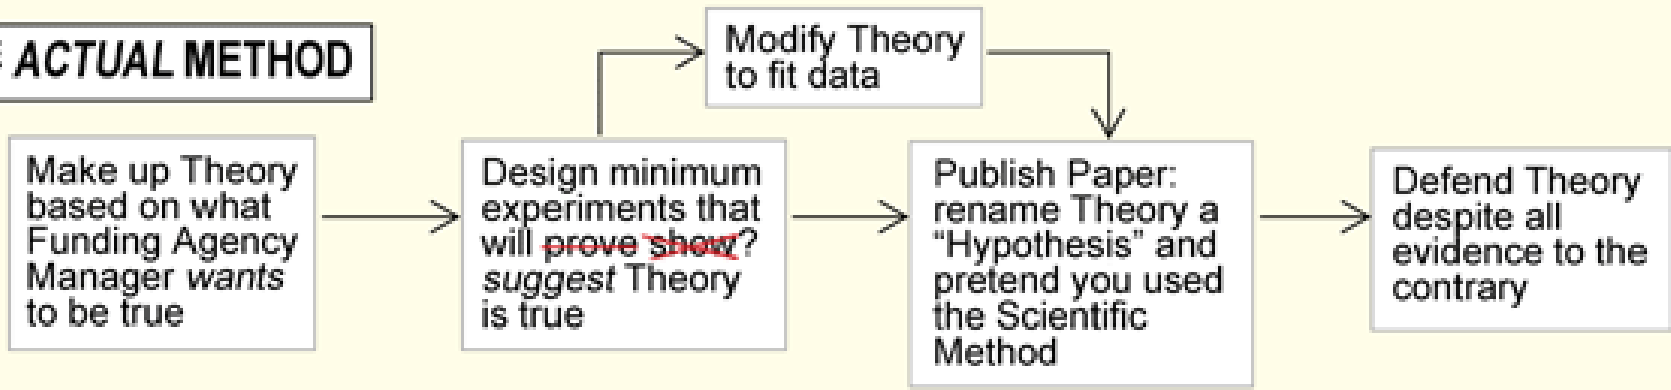 ACTUAL METHOD
Modify Theory
to fit data
Make up Theory
based on what
Funding Agency
Manager wants
to be true
Design minimum
experiments that
will prove show?
suggest Theory
is true
Publish Paper:
rename Theory a
“Hypothesis” and
pretend you used
the Scientific
Method
Defend Theory
despite all
evidence to the
contrary